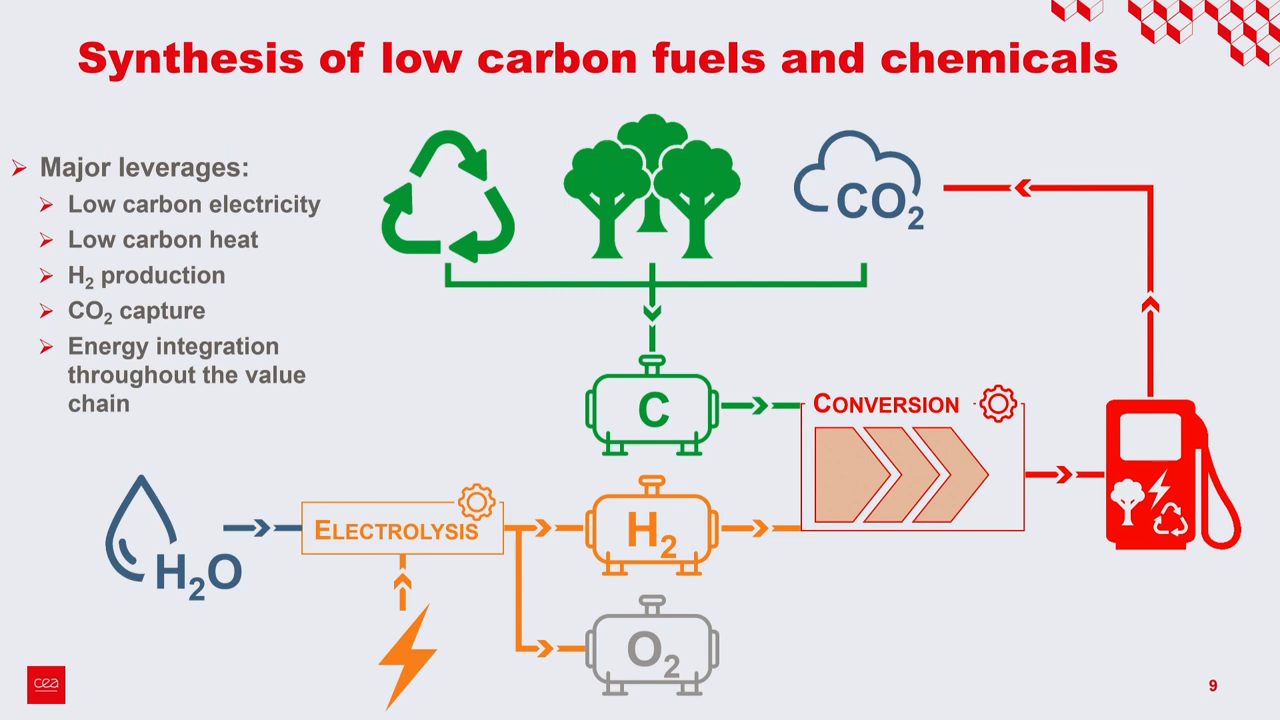 Synthesis of low carbon fuels and chemicals
Major leverages:
Low carbon electricity
Low carbon heat
H₂ production
CO₂ capture
Energy integration
throughout the value
chain
CO₂
C
CONVERSION
H₂O
ELECTROLYSIS
H₂
O₂
cea
9